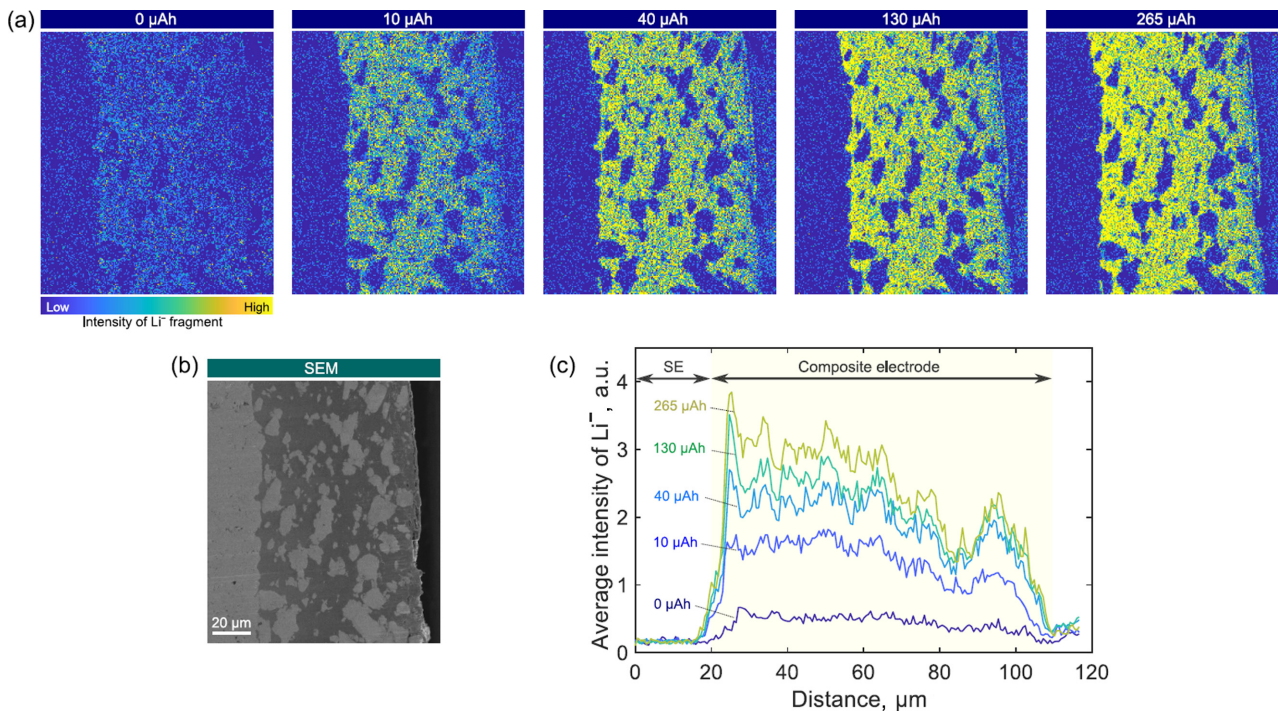 (a)
0 µAh
10 µAh
40 µAh
130 µAh
265 µAh
Low
High
Intensity of Li⁻ fragment
(b)
SEM
20 µm
(c)
SE
Composite electrode
4
3
2
1
0
265 µAh
130 µAh
40 µAh
10 µAh
0 µAh
Average intensity of Li⁻, a.u.
0
20
40
60
80
100
120
Distance, µm